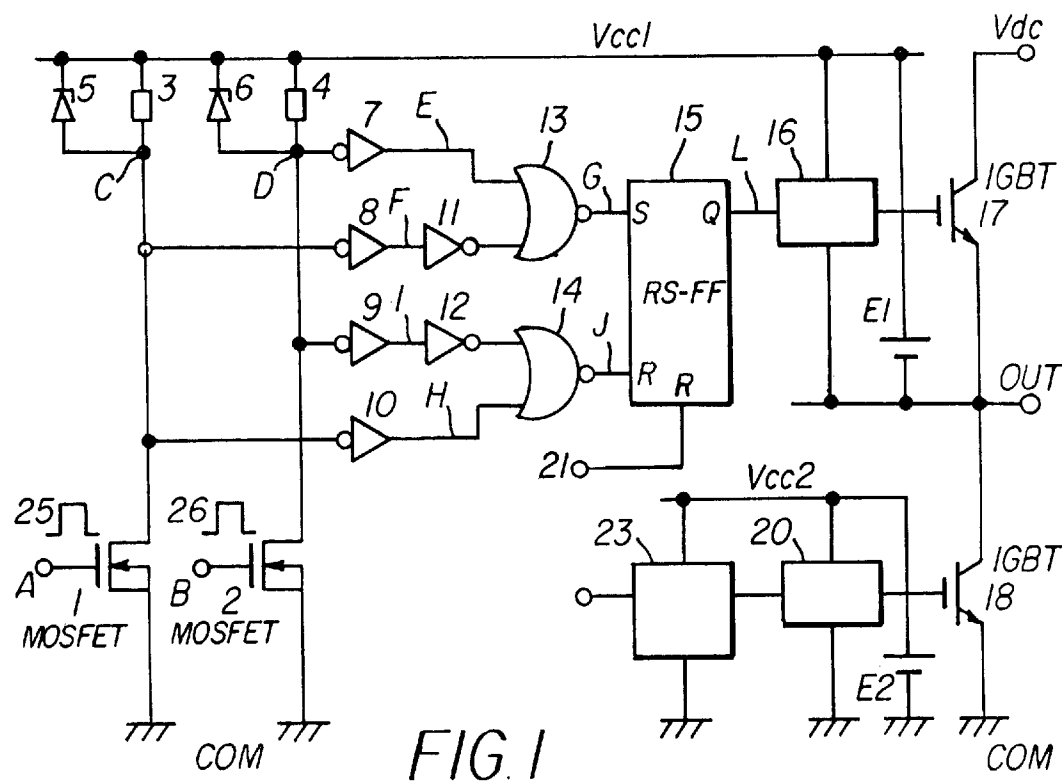 Vcc1
Vdc
5
3
6
4
7
E
13
15
L
16
IGBT
17
C
D
G
S
Q
8
F
11
RS-FF
9
I
12
14
J
E1
R
R
OUT
10
H
21
Vcc2
25
26
23
20
IGBT
18
A
B
1
MOSFET
2
MOSFET
E2
COM
FIG. 1
COM